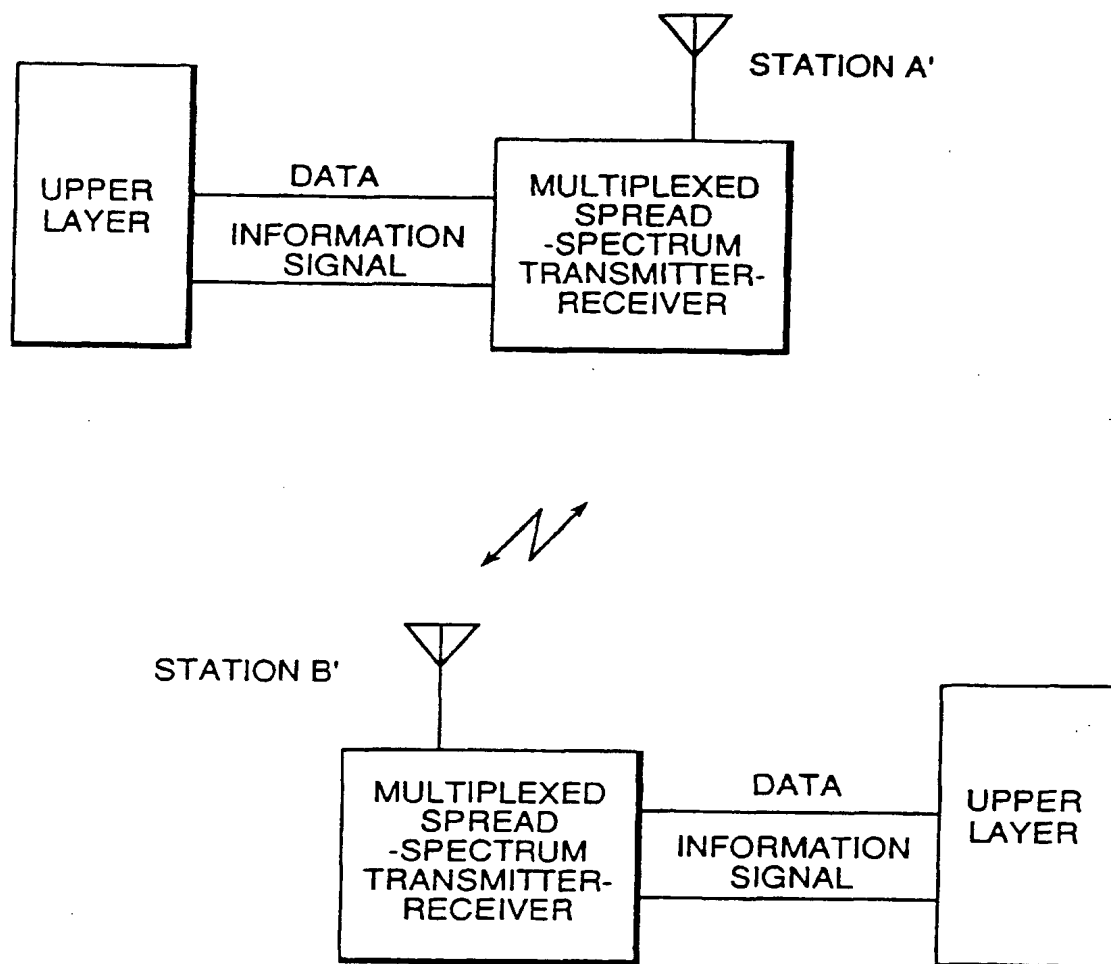 STATION A'
UPPER
LAYER
DATA
INFORMATION
SIGNAL
MULTIPLEXED
SPREAD
-SPECTRUM
TRANSMITTER-
RECEIVER
STATION B'
MULTIPLEXED
SPREAD
-SPECTRUM
TRANSMITTER-
RECEIVER
DATA
INFORMATION
SIGNAL
UPPER
LAYER